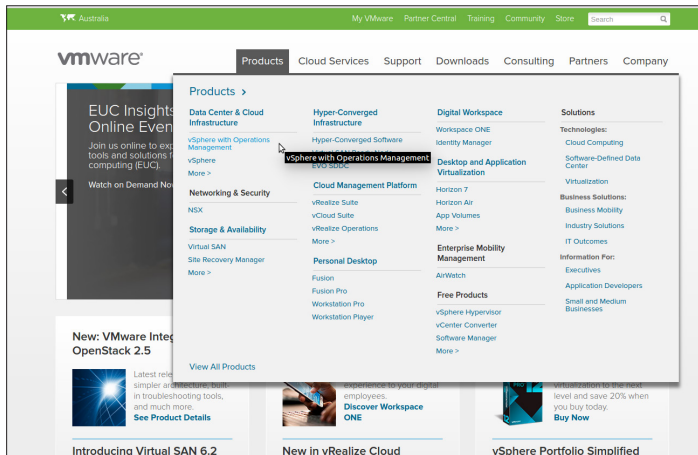 Australia
My VMware Partner Central Training Community Store Search
vmware®
Products Cloud Services Support Downloads Consulting Partners Company
EUC Insights
Online Even
Join us online to exp
tools and solutions f
computing (EUC).
Watch on Demand No
Products >
Data Center & Cloud
Infrastructure
vSphere with Operations
Management
vSphere
More >
Networking & Security
NSX
Storage & Availability
Virtual SAN
Site Recovery Manager
More >
Hyper-Converged
Infrastructure
Hyper-Converged Software
vSphere with Operations Management
EVO SDDC
Cloud Management Platform
vRealize Suite
vCloud Suite
vRealize Operations
More >
Personal Desktop
Fusion
Fusion Pro
Workstation Pro
Workstation Player
Digital Workspace
Workspace ONE
Identity Manager
Desktop and Application
Virtualization
Horizon 7
Horizon Air
App Volumes
More >
Enterprise Mobility
Management
AirWatch
Free Products
vSphere Hypervisor
vCenter Converter
Software Manager
More >
Solutions
Technologies:
Cloud Computing
Software-Defined Data
Center
Virtualization
Business Solutions:
Business Mobility
Industry Solutions
IT Outcomes
Information For:
Executives
Application Developers
Small and Medium
Businesses
View All Products
New: VMware Integ
OpenStack 2.5
Latest rele
simpler architecture, built-
in troubleshooting tools,
and much more.
See Product Details
experience to your digital
employees.
Discover Workspace
ONE
PRO
virtualization to the next
level and save 20% when
you buy today.
Buy Now
Introducing Virtual SAN 6.2
New in vRealize Cloud
vSphere Portfolio Simplified